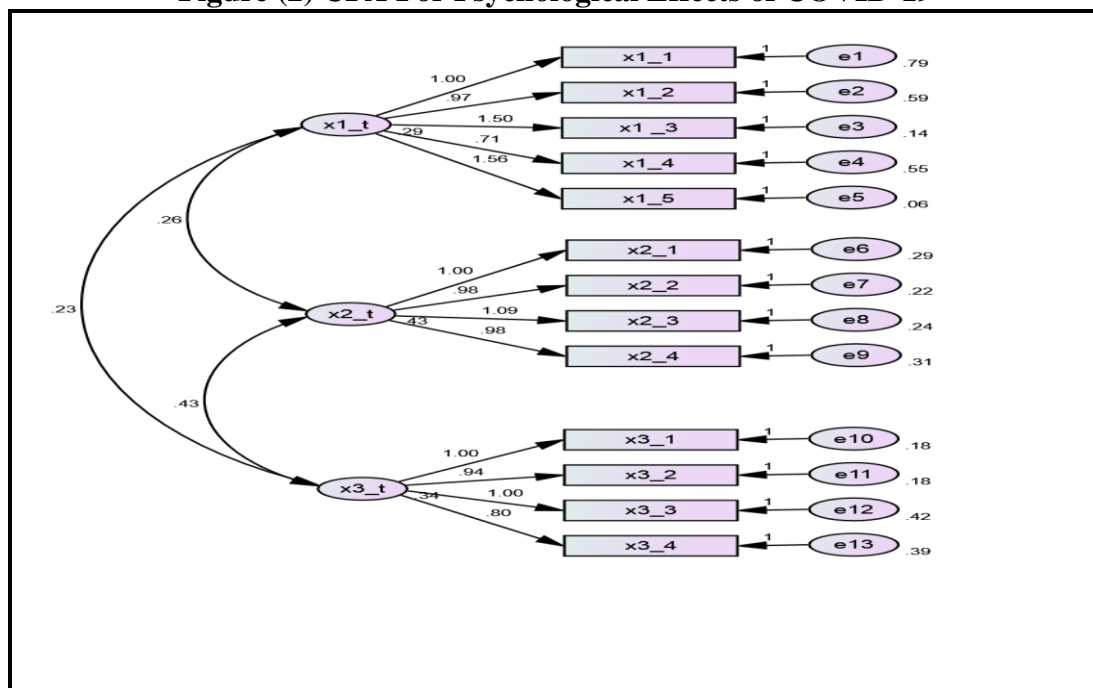 Figure (2) CFA For Psychological Effects of COVID-19
x1_1 1 e1 .79
1.00
x1_2 1 e2 .59
.97
x1_t .29 1.50 x1_3 1 e3 .14
.71 x1_4 1 e4 .55
1.56 x1_5 1 e5 .06
.26
x2_1 1 e6 .29
1.00
.98 x2_2 1 e7 .22
.23
x2_t .43 1.09 x2_3 1 e8 .24
.98 x2_4 1 e9 .31
.43
x3_1 1 e10 .18
1.00
.94 x3_2 1 e11 .18
x3_t .34 1.00 x3_3 1 e12 .42
.80 x3_4 1 e13 .39